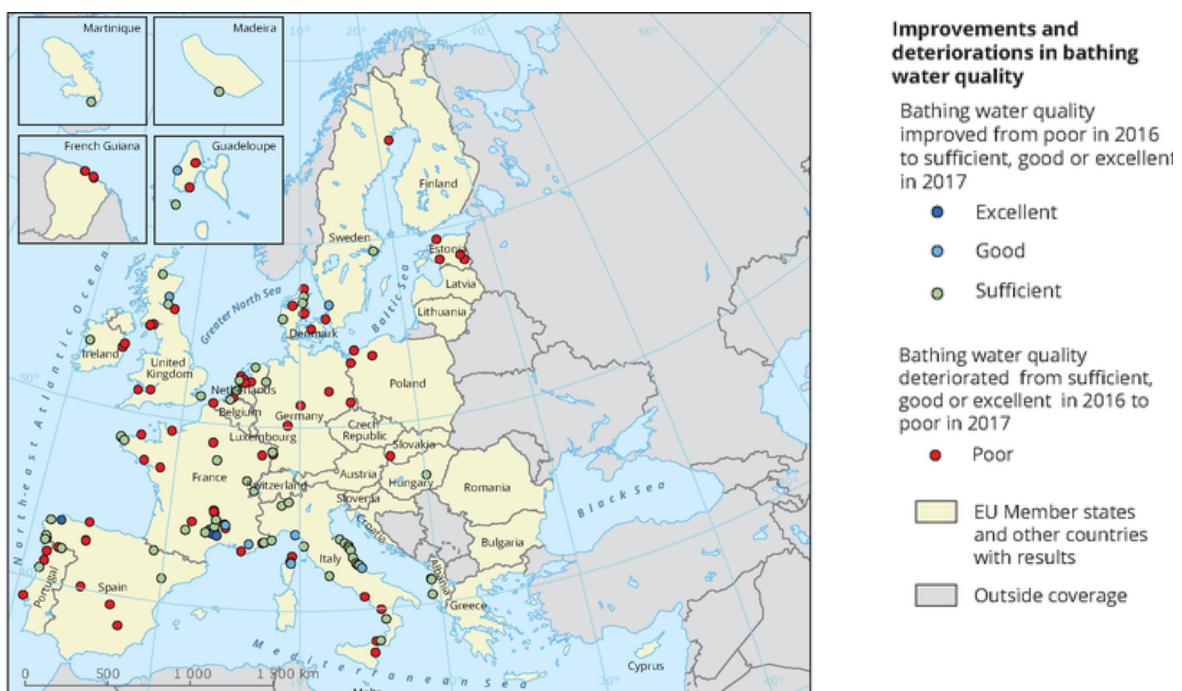 Martinique
Madeira
French Guiana
Guadeloupe
10°
20°
60°
70°
50°
Finland
Sweden
Estonia
Latvia
Lithuania
Baltic Sea
Greater North Sea
North-east Atlantic Ocean
Denmark
Ireland
United
Kingdom
Netherlands
Belgium
Germany
Poland
Luxembourg
Czech
Republic
Slovakia
France
Switzerland
Austria
Hungary
Slovenia
Romania
Croatia
Black Sea
Bulgaria
Italy
Albania
Portugal
Spain
Greece
Mediterranean Sea
Cyprus
0 500 1 000 1 500 km
30°
40°
Improvements and
deteriorations in bathing
water quality
Bathing water quality
improved from poor in 2016
to sufficient, good or excellent
in 2017
Excellent
Good
Sufficient
Bathing water quality
deteriorated from sufficient,
good or excellent in 2016 to
poor in 2017
Poor
EU Member states
and other countries
with results
Outside coverage